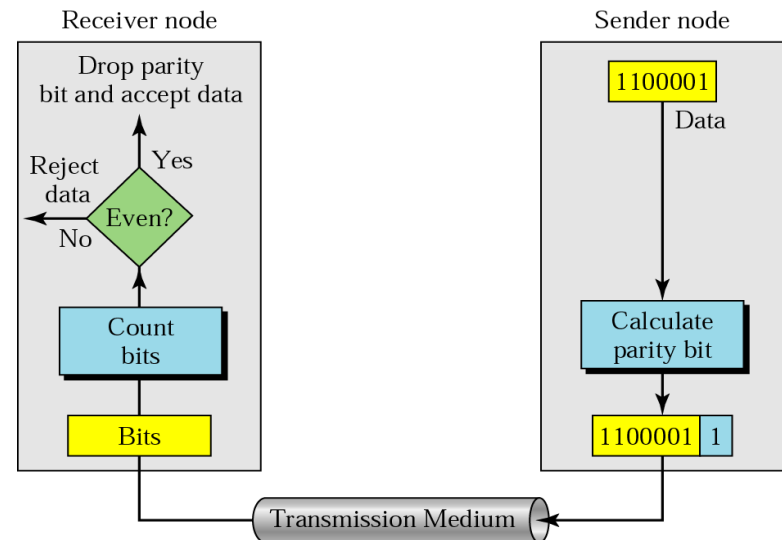 Receiver node
Drop parity
bit and accept data
Yes
Reject
data
No
Even?
Count
bits
Bits
Sender node
1100001
Data
Calculate
parity bit
1100001 1
Transmission Medium